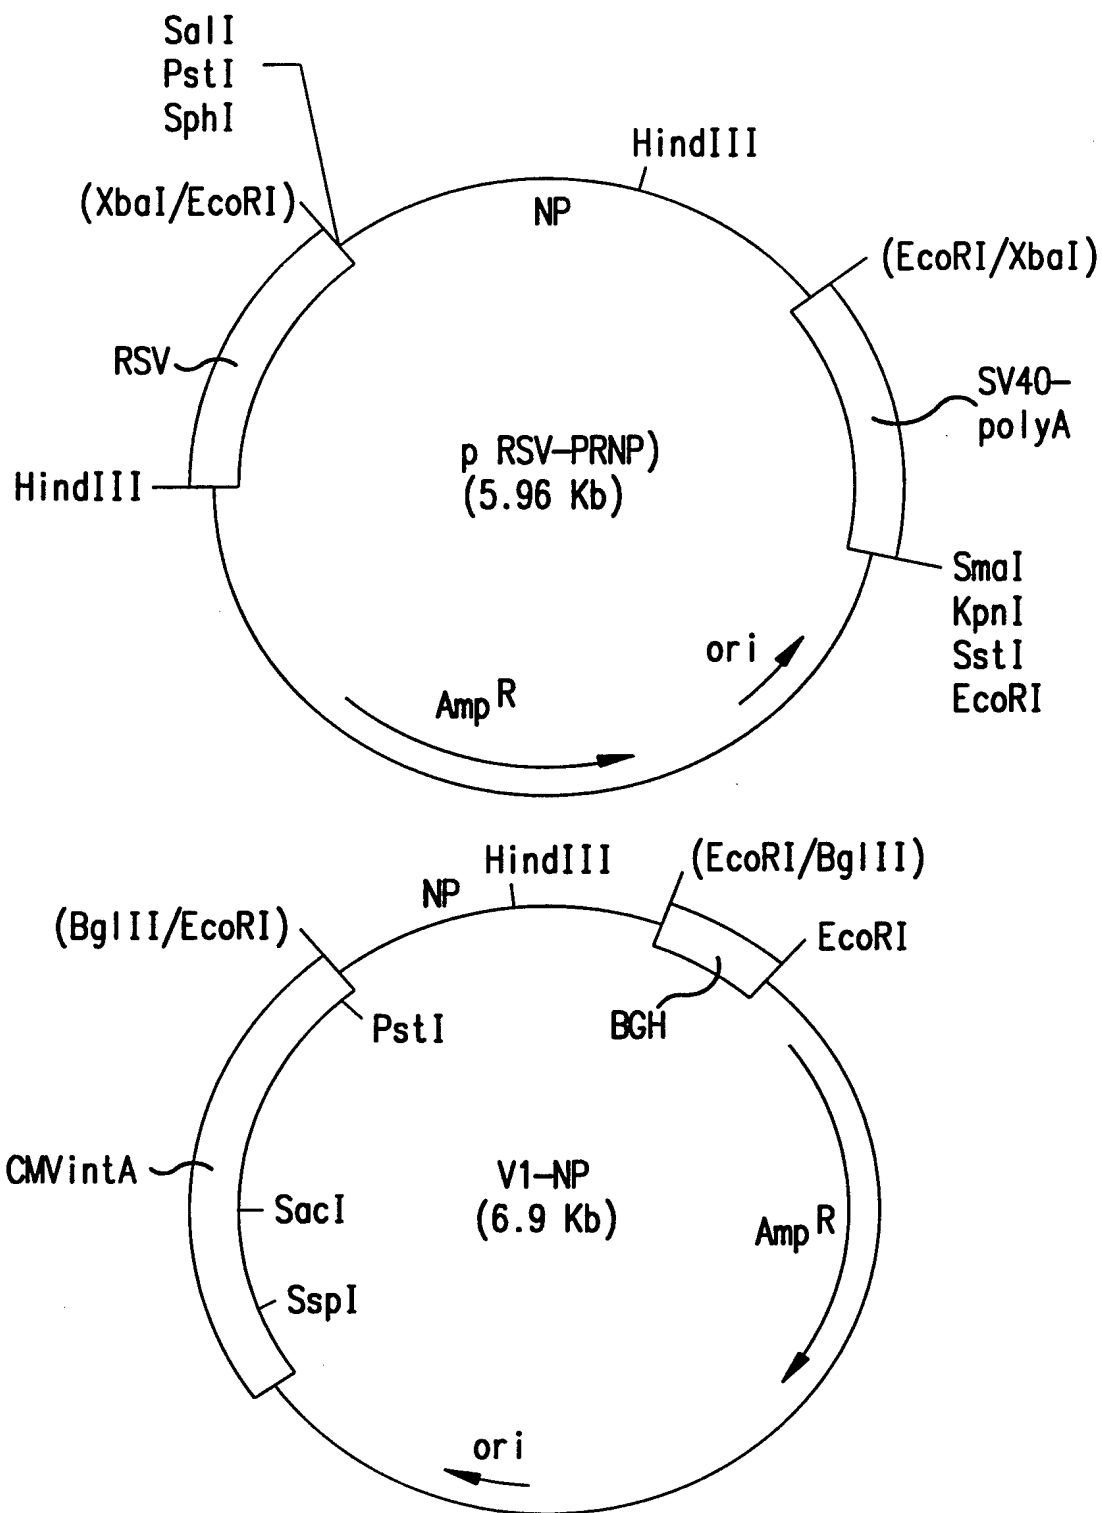 SalI
PstI
SphI
HindIII
(XbaI/EcoRI)
NP
(EcoRI/XbaI)
RSV
SV40-
polyA
p RSV-PRNP)
(5.96 Kb)
HindIII
SmaI
KpnI
SstI
EcoRI
ori
Amp R
HindIII
(EcoRI/BglII)
NP
(BglII/EcoRI)
EcoRI
PstI
BGH
CMVintA
V1-NP
(6.9 Kb)
SacI
Amp R
SspI
ori